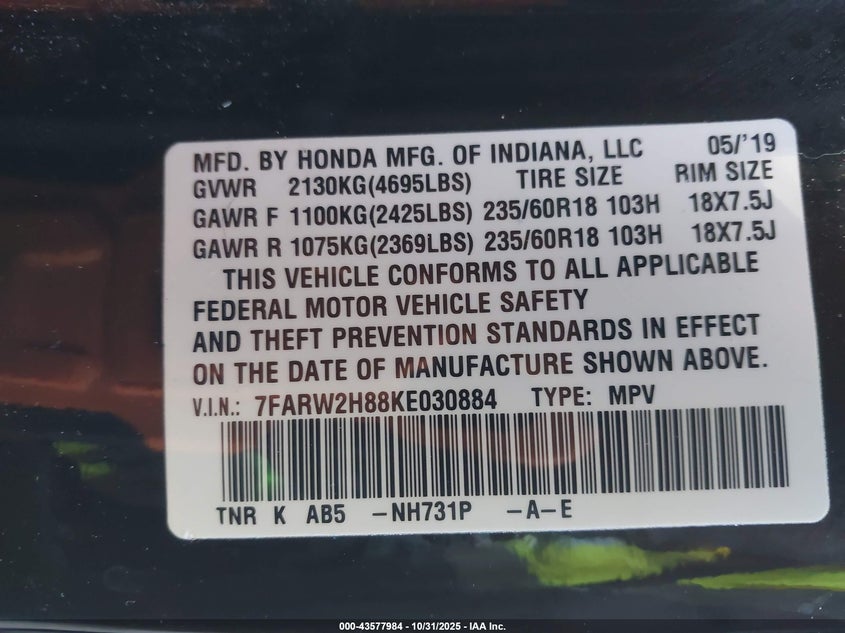 MFD. BY HONDA MFG. OF INDIANA, LLC 05/'19
GVWR 2130KG(4695LBS) TIRE SIZE RIM SIZE
GAWR F 1100KG(2425LBS) 235/60R18 103H 18X7.5J
GAWR R 1075KG(2369LBS) 235/60R18 103H 18X7.5J
THIS VEHICLE CONFORMS TO ALL APPLICABLE
FEDERAL MOTOR VEHICLE SAFETY
AND THEFT PREVENTION STANDARDS IN EFFECT
ON THE DATE OF MANUFACTURE SHOWN ABOVE.
V.I.N.: 7FARW2H88KE030884 TYPE: MPV
TNR K AB5 -NH731P -A-E
000-43577984 - 10/31/2025 - IAA Inc.